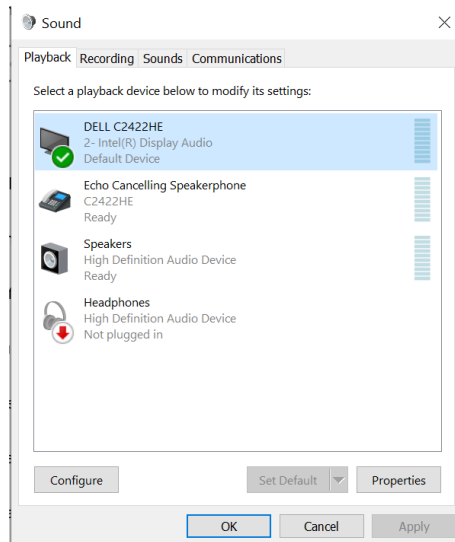 Sound
Playback Recording Sounds Communications
Select a playback device below to modify its settings:
DELL C2422HE
2- Intel(R) Display Audio
Default Device
Echo Cancelling Speakerphone
C2422HE
Ready
Speakers
High Definition Audio Device
Ready
Headphones
High Definition Audio Device
Not plugged in
Configure Set Default Properties
OK Cancel Apply